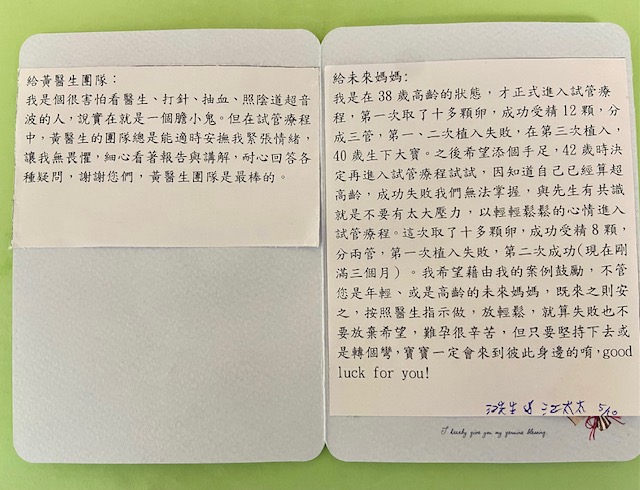 給黃醫生團隊：
我是個很害怕看醫生、打針、抽血、照陰道超音
波的人，說實在就是一個膽小鬼。但在試管療程
中，黃醫生的團隊總是能適時安撫我緊張情緒，
讓我無畏懼，細心看著報告與講解，耐心回答各
種疑問，謝謝您們，黃醫生團隊是最棒的。
給未來媽媽：
我是在 38 歲高齡的狀態，才正式進入試管療
程，第一次取了十多顆卵，成功受精 12 顆，分
成三管，第一、二次植入失敗，在第三次植入，
40 歲生下大寶。之後希望添個手足，42 歲時決
定再進入試管療程試試，因知道自己已經算超
高齡，成功失敗我們無法掌握，與先生有共識
就是不要有太大壓力，以輕輕鬆鬆的心情進入
試管療程。這次取了十多顆卵，成功受精 8 顆，
分兩管，第一次植入失敗，第二次成功(現在剛
滿三個月）。我希望藉由我的案例鼓勵，不管
您是年輕、或是高齡的未來媽媽，既來之則安
之，按照醫生指示做，放輕鬆，就算失敗也不
要放棄希望，難孕很辛苦，但只要堅持下去或
是轉個彎，寶寶一定會來到彼此身邊的唷，good
luck for you!
江先生 & 江太太 5/10
I hereby give you my genuine blessing.